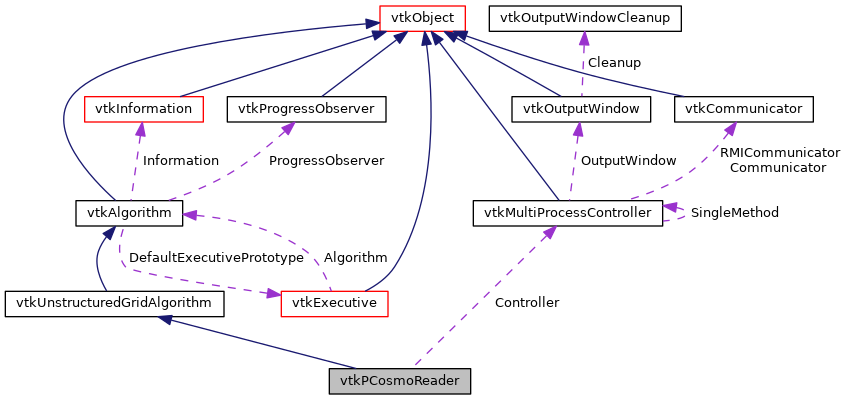 vtkObject
vtkOutputWindowCleanup
Cleanup
vtkInformation
vtkProgressObserver
vtkOutputWindow
vtkCommunicator
Information
ProgressObserver
OutputWindow
RMICommunicator
Communicator
vtkAlgorithm
vtkMultiProcessController
SingleMethod
DefaultExecutivePrototype
Algorithm
vtkUnstructuredGridAlgorithm
vtkExecutive
Controller
vtkPCosmoReader